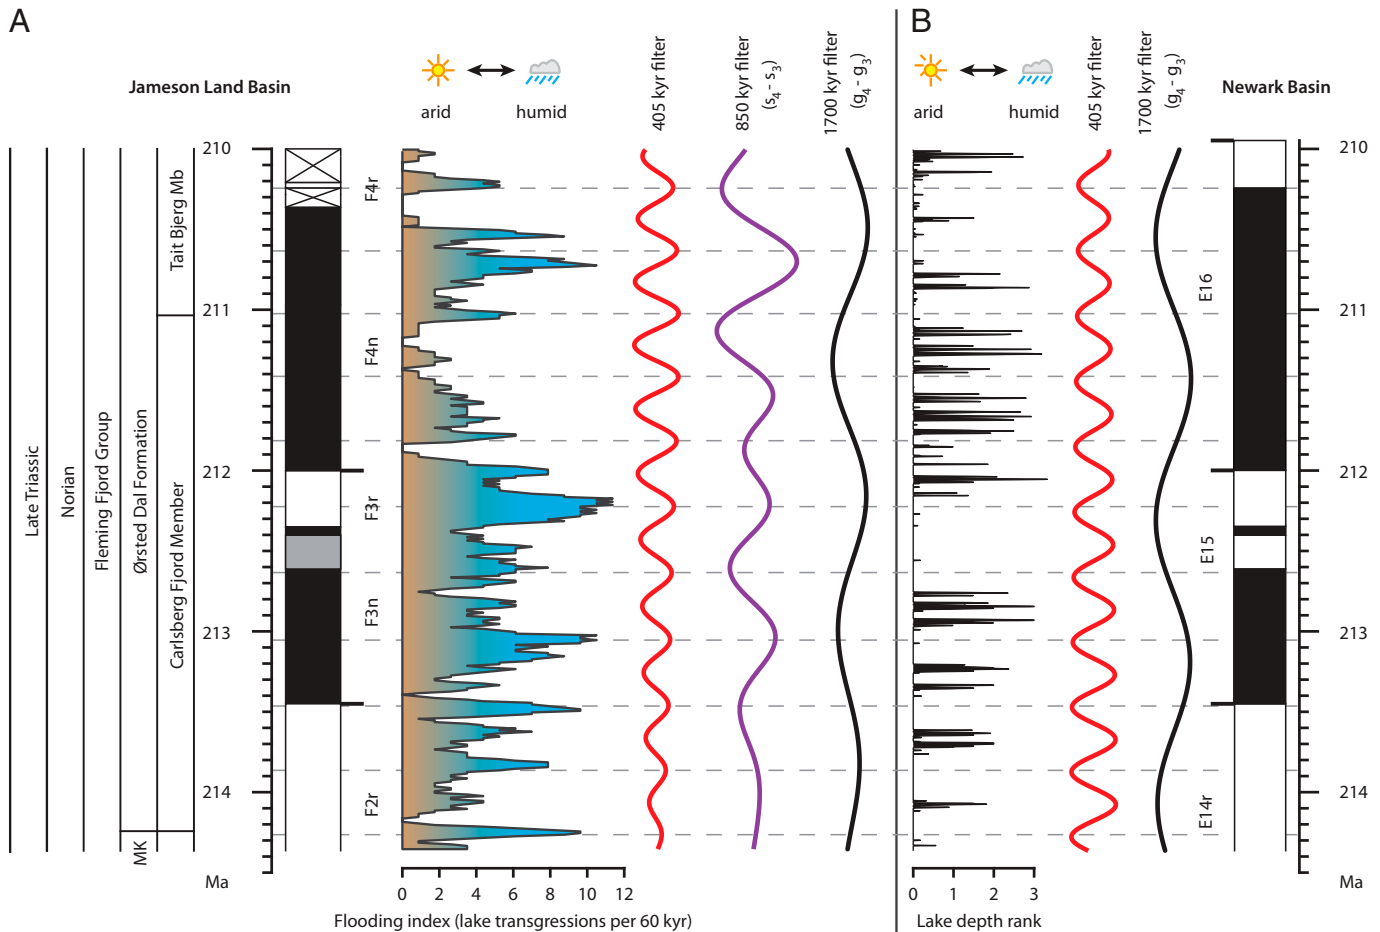 A
Jameson Land Basin
arid
humid
405 kyr filter
850 kyr filter
(s4 - s3)
1700 kyr filter
(g4 - g3)
Late Triassic
Norian
Fleming Fjord Group
Ørsted Dal Formation
MK
Tait Bjerg Mb
Carlsberg Fjord Member
210
211
212
213
214
Ma
F4r
F4n
F3r
F3n
F2r
0 2 4 6 8 10 12
Flooding index (lake transgressions per 60 kyr)
B
arid
humid
405 kyr filter
1700 kyr filter
(g4 - g3)
Newark Basin
E16
E15
E14r
210
211
212
213
214
Ma
0 1 2 3
Lake depth rank